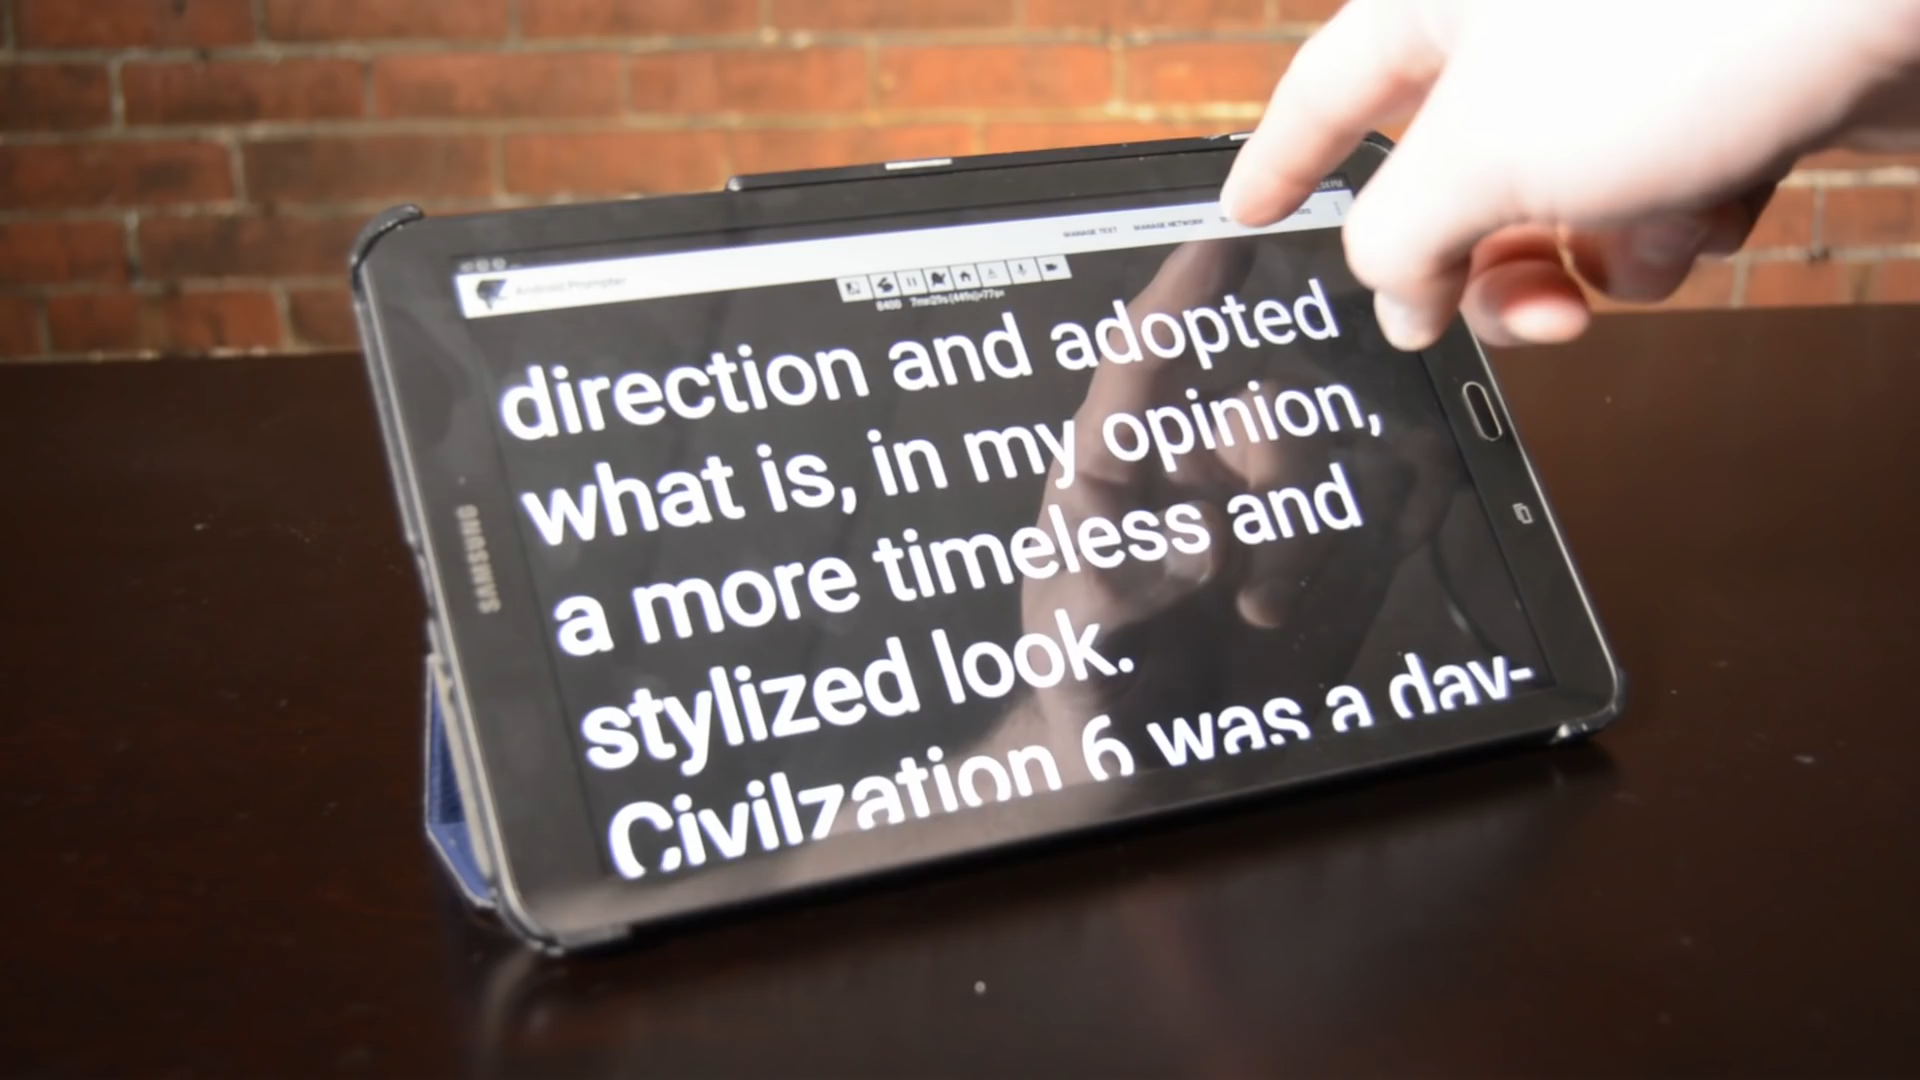 MANAGE TEXT MANAGE NETWORK
Android Prompter
direction and adopted
what is, in my opinion,
a more timeless and
stylized look.
Civilzation 6 was a day-
SAMSUNG